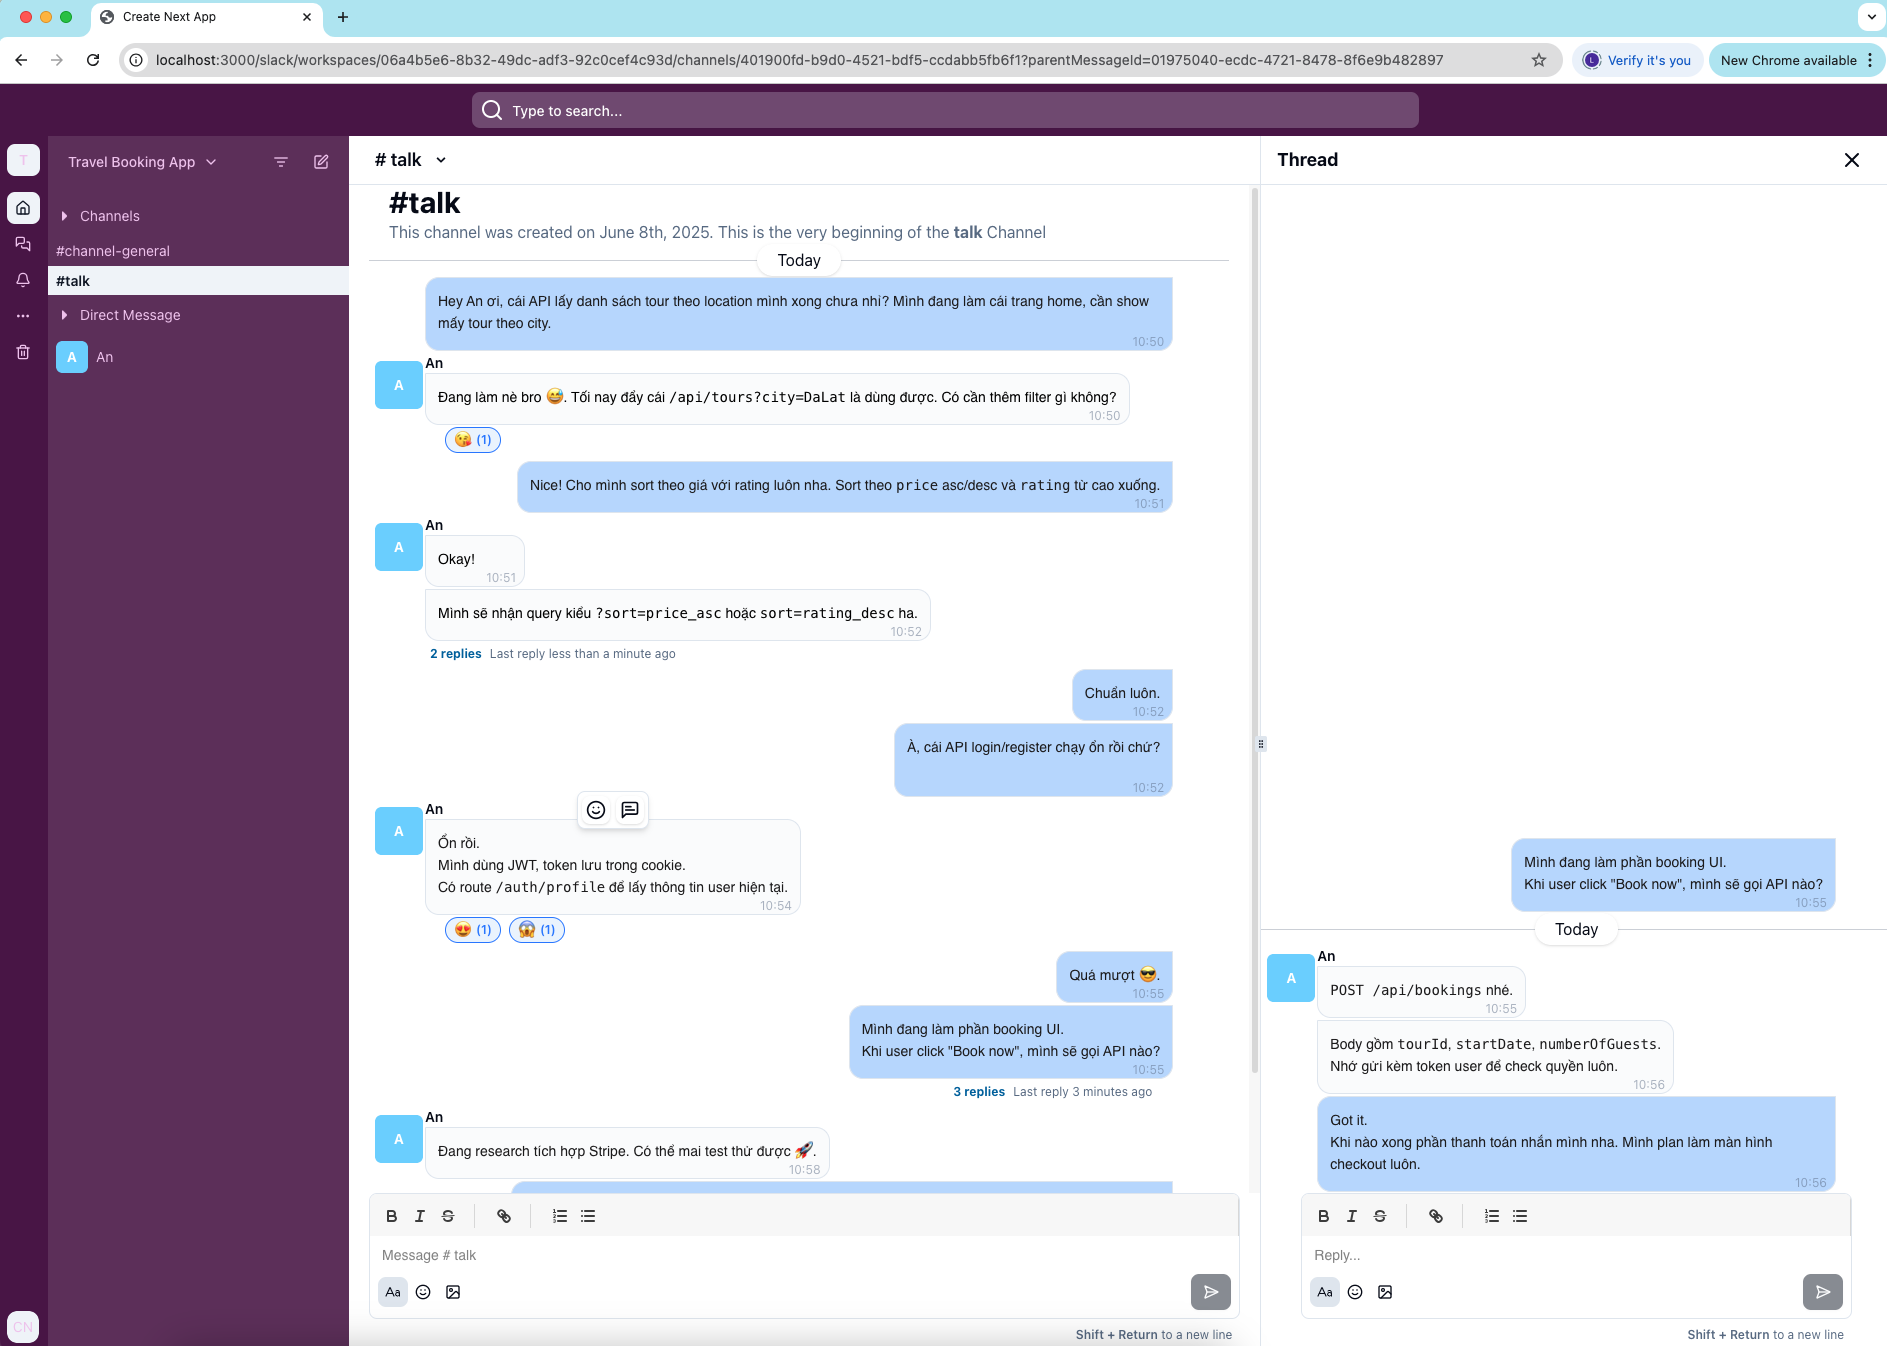 Create Next App
localhost:3000/slack/workspaces/06a4b5e6-8b32-49dc-adf3-92c0cef4c93d/channels/401900fd-b9d0-4521-bdf5-ccdabb5fb6f1?parentMessageId=01975040-ecdc-4721-8478-8f6e9b482897
L
Verify it's you
New Chrome available
Type to search...
T
Travel Booking App
Channels
#channel-general
#talk
Direct Message
A
An
CN
# talk
#talk
This channel was created on June 8th, 2025. This is the very beginning of the talk Channel
Today
Hey An ơi, cái API lấy danh sách tour theo location mình xong chưa nhỉ? Mình đang làm cái trang home, cần show
mấy tour theo city.
10:50
An
A
Đang làm nè bro 😅. Tối nay đẩy cái /api/tours?city=DaLat là dùng được. Có cần thêm filter gì không?
10:50
😘 (1)
Nice! Cho mình sort theo giá với rating luôn nha. Sort theo price asc/desc và rating từ cao xuống.
10:51
An
A
Okay!
10:51
Mình sẽ nhận query kiểu ?sort=price_asc hoặc sort=rating_desc ha.
10:52
2 replies Last reply less than a minute ago
Chuẩn luôn.
10:52
À, cái API login/register chạy ổn rồi chứ?
10:52
An
A
Ổn rồi.
Mình dùng JWT, token lưu trong cookie.
Có route /auth/profile để lấy thông tin user hiện tại.
10:54
😍 (1) 😱 (1)
Quá mượt 😎.
10:55
Mình đang làm phần booking UI.
Khi user click "Book now", mình sẽ gọi API nào?
10:55
3 replies Last reply 3 minutes ago
An
A
Đang research tích hợp Stripe. Có thể mai test thử được 🚀.
10:58
B I S
Message # talk
Aa
Shift + Return to a new line
Thread
Mình đang làm phần booking UI.
Khi user click "Book now", mình sẽ gọi API nào?
10:55
Today
An
A
POST /api/bookings nhé.
10:55
Body gồm tourId, startDate, numberOfGuests.
Nhớ gửi kèm token user để check quyền luôn.
10:56
Got it.
Khi nào xong phần thanh toán nhắn mình nha. Mình plan làm màn hình
checkout luôn.
10:56
B I S
Reply...
Aa
Shift + Return to a new line